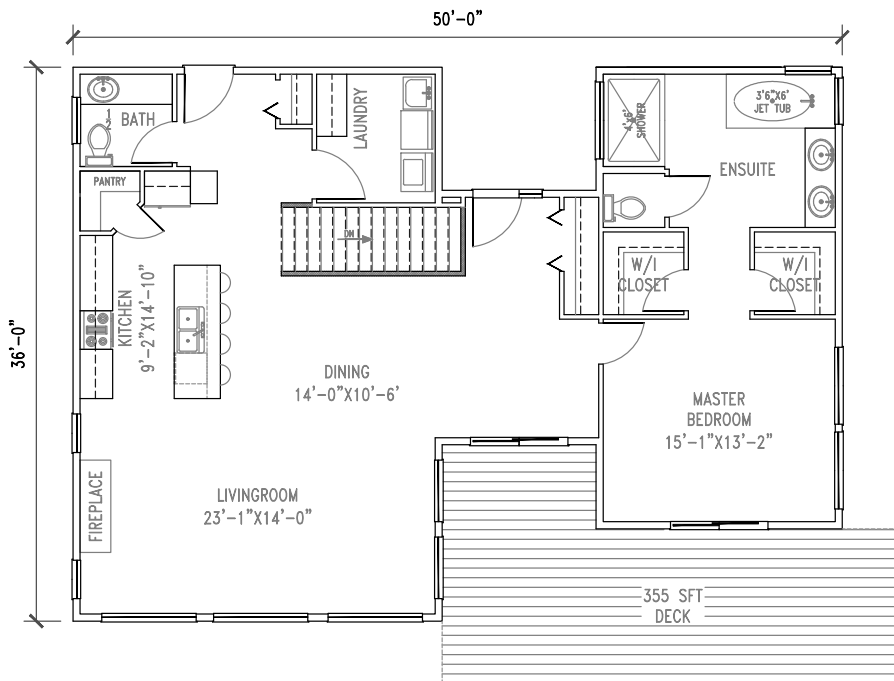 50'-0"
36'-0"
1/2 BATH
LAUNDRY
4'x6'
SHOWER
3'6"X6'
JET TUB
ENSUITE
PANTRY
DN
W/I
CLOSET
W/I
CLOSET
KITCHEN
9'-2"X14'-10"
DINING
14'-0"X10'-6'
MASTER
BEDROOM
15'-1"X13'-2"
FIREPLACE
LIVINGROOM
23'-1"X14'-0"
355 SFT
DECK